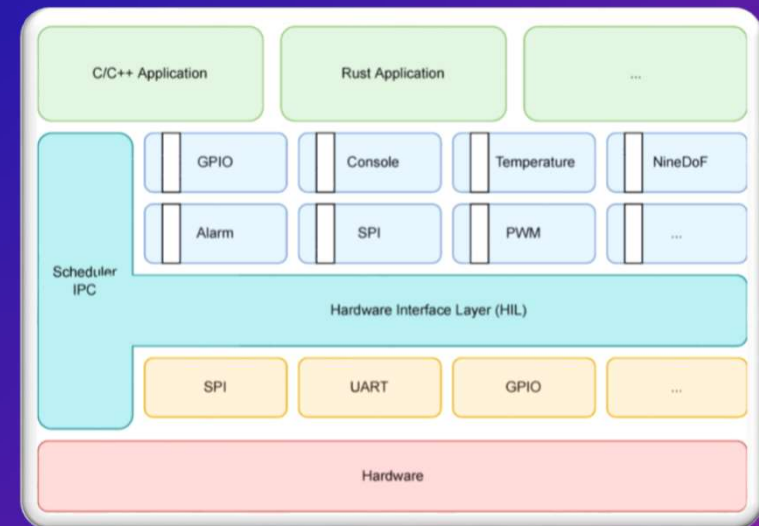 C/C++ Application
Rust Application
...
GPIO
Console
Temperature
NineDoF
Alarm
SPI
PWM
...
Scheduler
IPC
Hardware Interface Layer (HIL)
SPI
UART
GPIO
...
Hardware